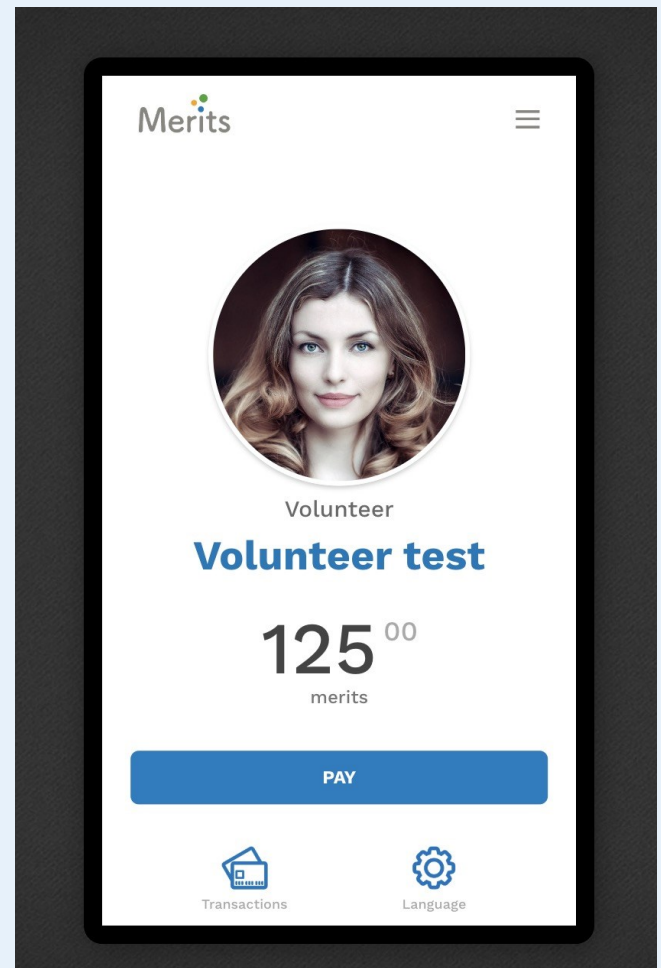 Merits
Volunteer
Volunteer test
125 00
merits
PAY
Transactions
Language